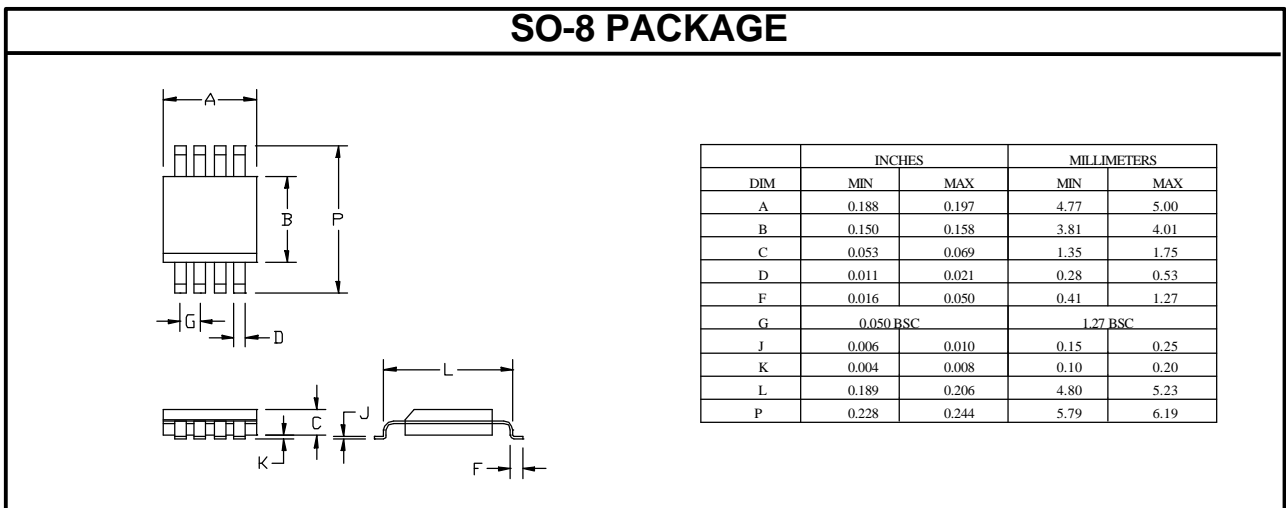 SO-8 PACKAGE
A
B
P
G
D
L
J
C
K
F
INCHES MILLIMETERS
DIM MIN MAX MIN MAX
A 0.188 0.197 4.77 5.00
B 0.150 0.158 3.81 4.01
C 0.053 0.069 1.35 1.75
D 0.011 0.021 0.28 0.53
F 0.016 0.050 0.41 1.27
G 0.050 BSC 1.27 BSC
J 0.006 0.010 0.15 0.25
K 0.004 0.008 0.10 0.20
L 0.189 0.206 4.80 5.23
P 0.228 0.244 5.79 6.19